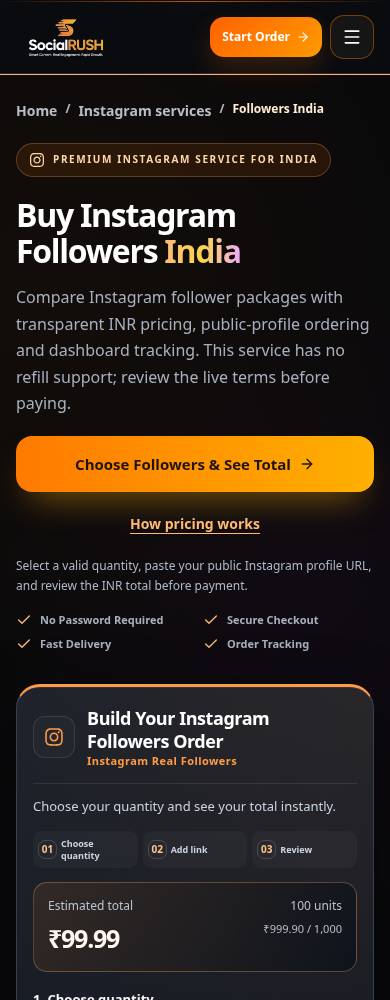 SocialRUSH
Start Order
Home / Instagram services / Followers India
PREMIUM INSTAGRAM SERVICE FOR INDIA
Buy Instagram
Followers India
Compare Instagram follower packages with
transparent INR pricing, public-profile ordering
and dashboard tracking. This service has no
refill support; review the live terms before
paying.
Choose Followers & See Total
How pricing works
Select a valid quantity, paste your public Instagram profile URL,
and review the INR total before payment.
No Password Required
Secure Checkout
Fast Delivery
Order Tracking
Build Your Instagram
Followers Order
Instagram Real Followers
Choose your quantity and see your total instantly.
01 Choose
quantity
02 Add link
03 Review
Estimated total
100 units
₹99.99
₹999.90 / 1,000
1. Choose quantity